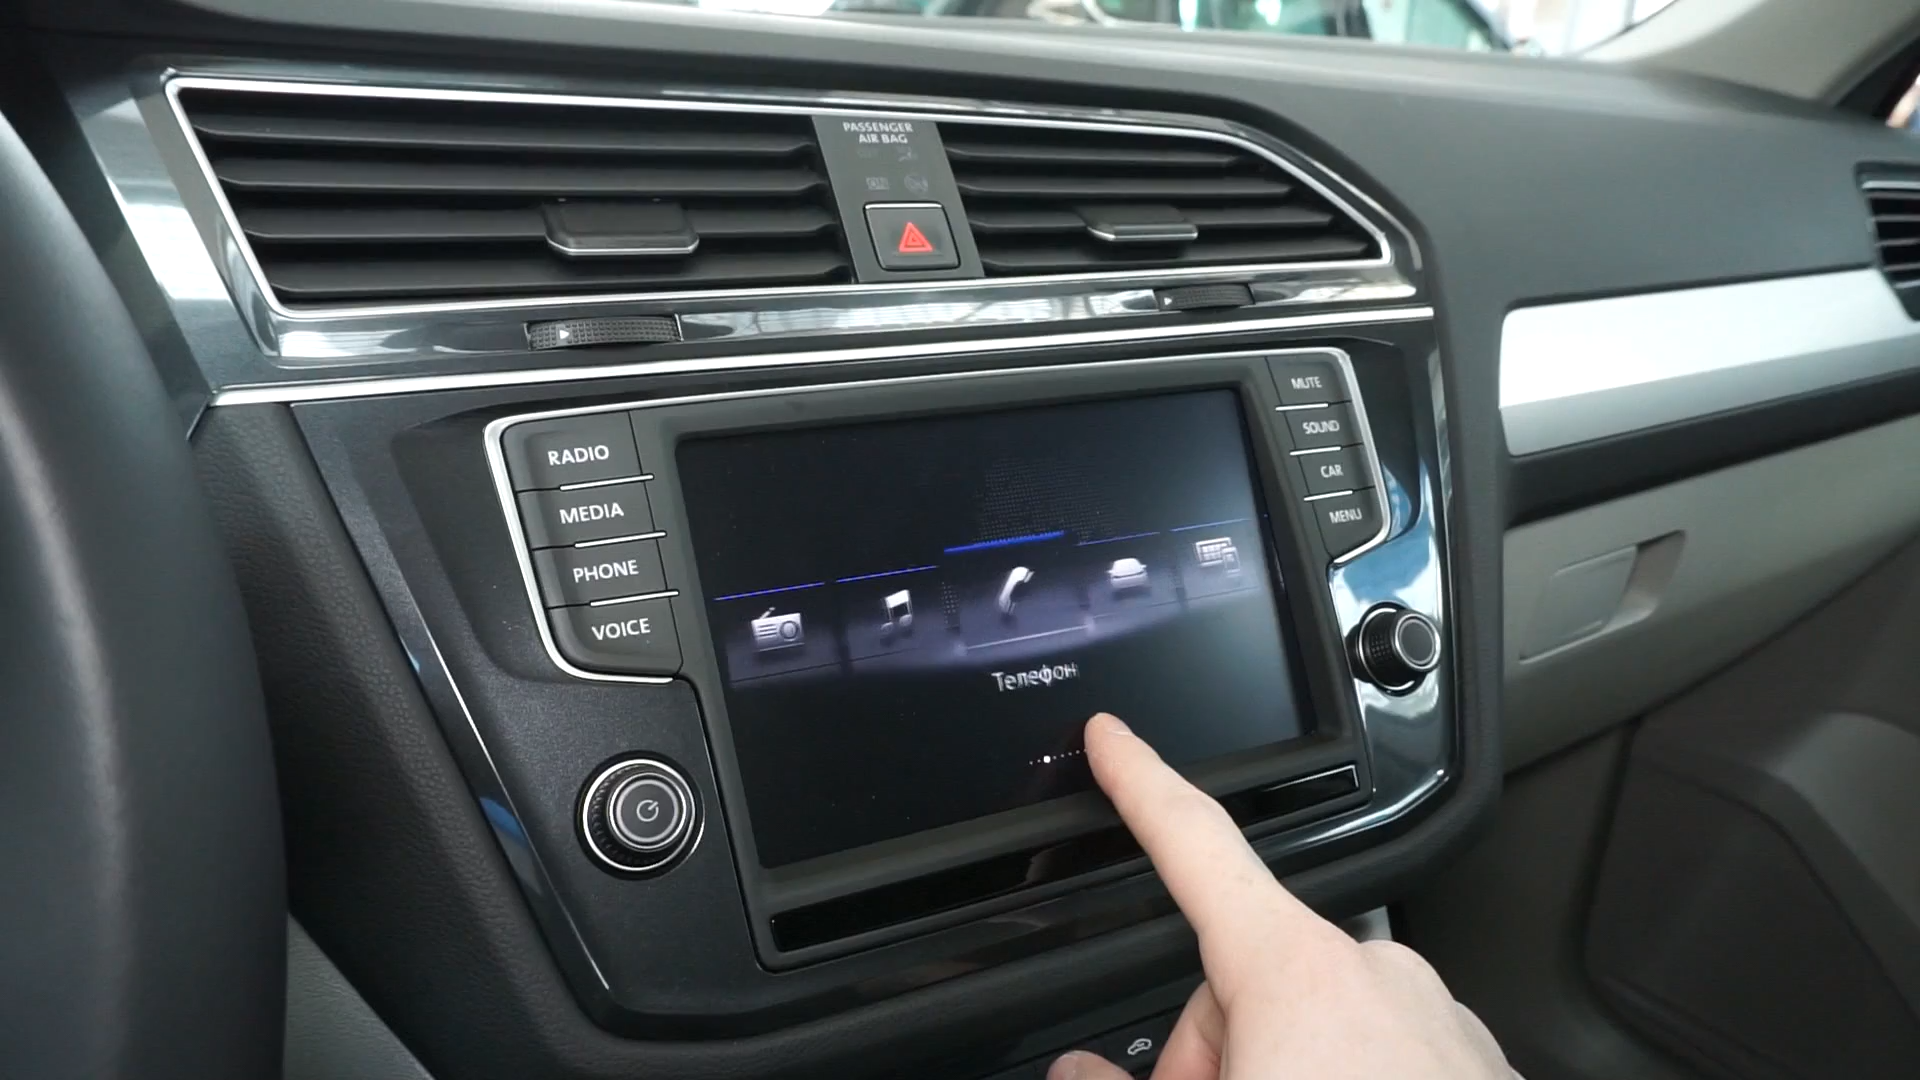 PASSENGER
AIR BAG
RADIO
MEDIA
PHONE
VOICE
MUTE
SOUND
CAR
MENU
Телефон